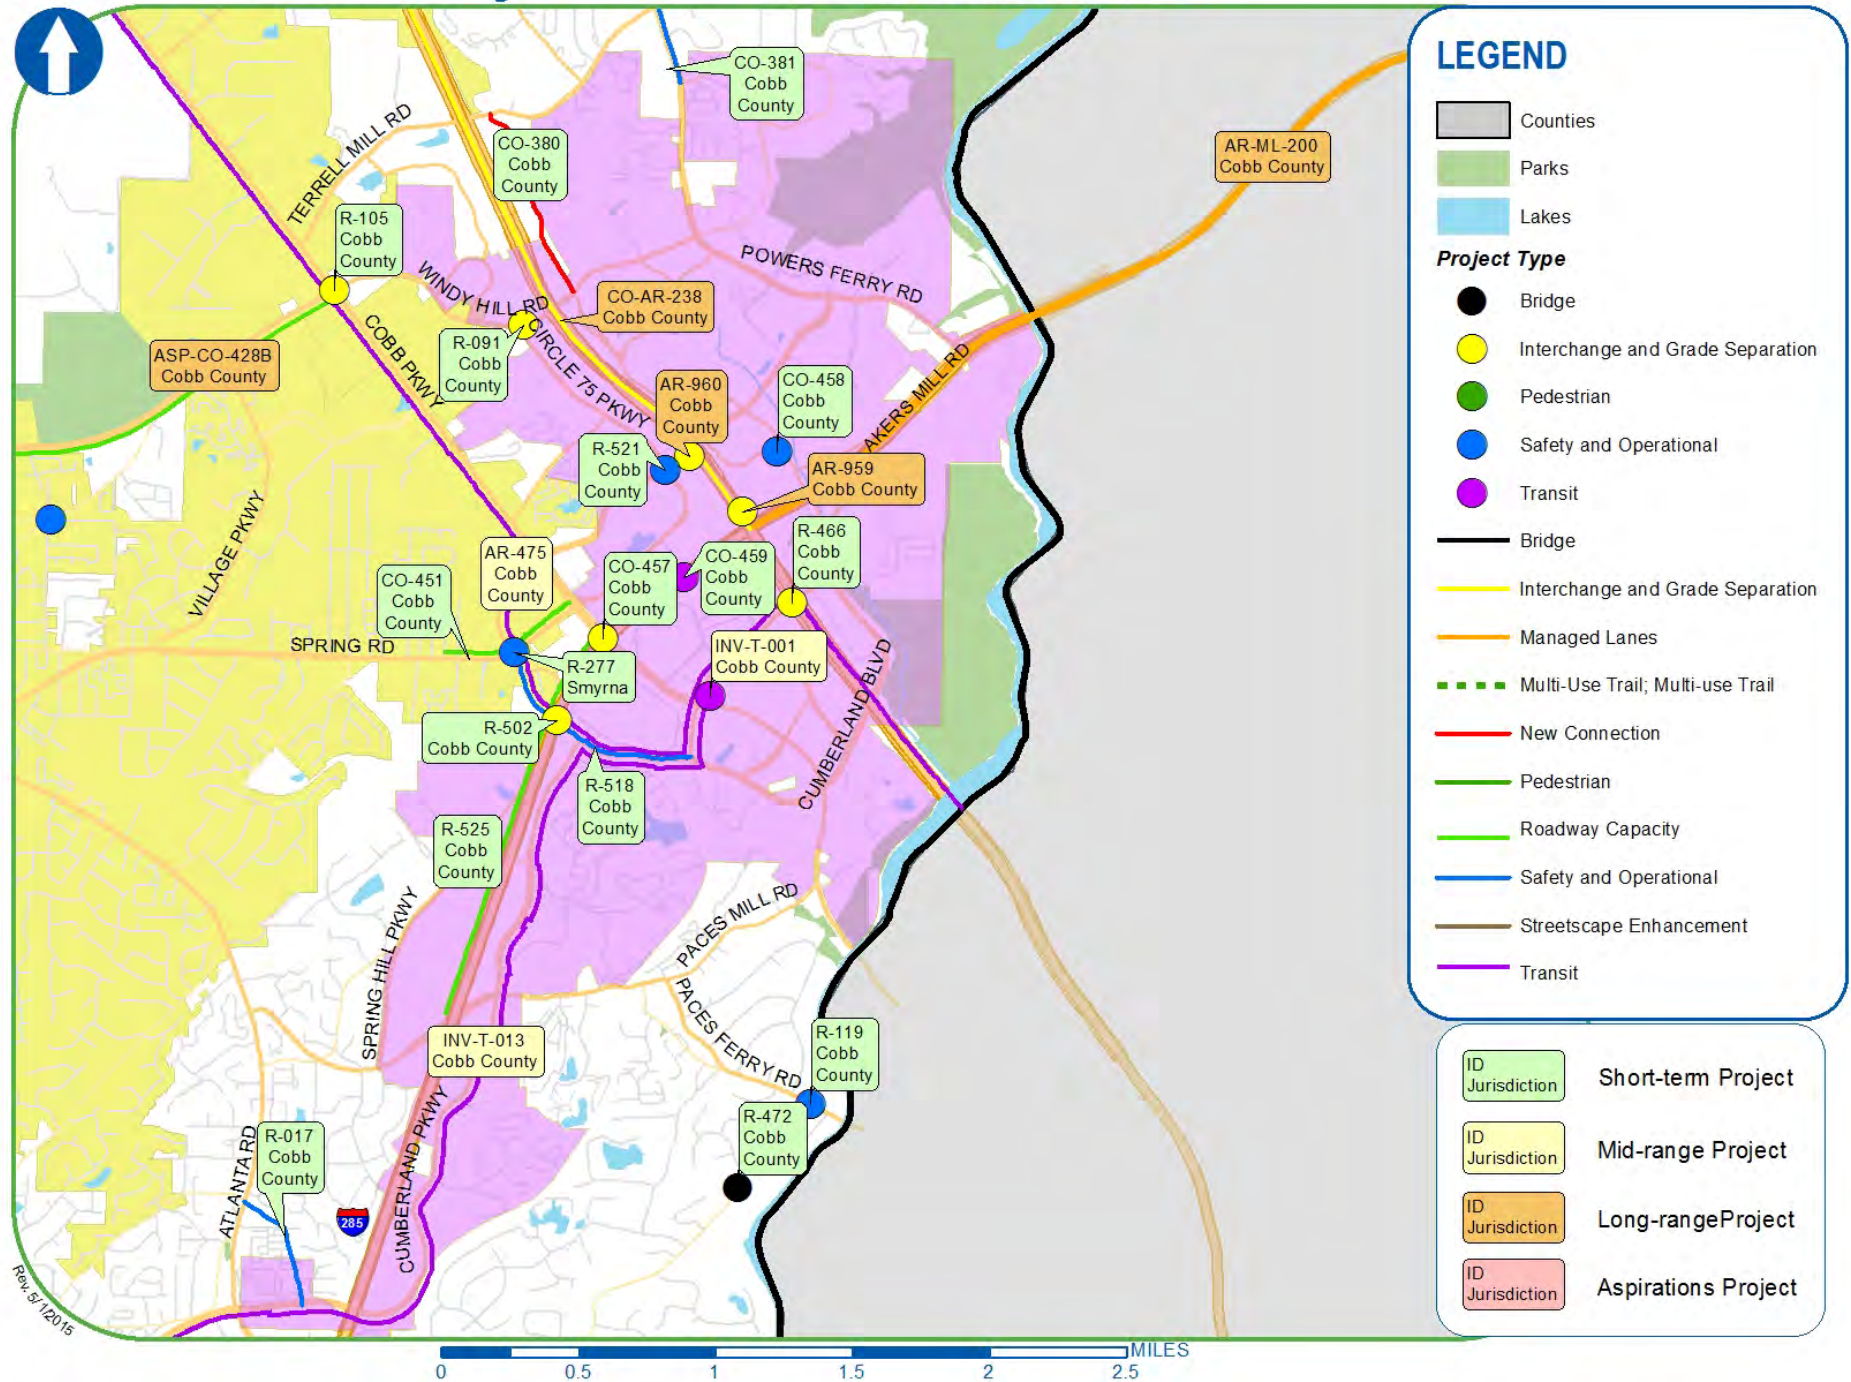 CO-381
Cobb
County
TERRELL MILL RD
CO-380
Cobb
County
AR-ML-200
Cobb County
R-105
Cobb
County
POWERS FERRY RD
WINDY HILL RD
CO-AR-238
Cobb County
COBB PKWY
CIRCLE 75 PKWY
R-091
Cobb
County
ASP-CO-428B
Cobb County
AR-960
Cobb
County
CO-458
Cobb
County
AKERS MILL RD
R-521
Cobb
County
AR-959
Cobb County
VILLAGE PKWY
R-466
Cobb
County
AR-475
Cobb
County
CO-457
Cobb
County
CO-459
Cobb
County
CO-451
Cobb
County
SPRING RD
INV-T-001
Cobb County
R-277
Smyrna
CUMBERLAND BLVD
R-502
Cobb County
R-518
Cobb
County
R-525
Cobb
County
SPRING HILL PKWY
PACES MILL RD
PACES FERRY RD
INV-T-013
Cobb County
R-119
Cobb
County
R-472
Cobb
County
ATLANTA RD
R-017
Cobb
County
285
CUMBERLAND PKWY
Rev. 5/1/2015
0
0.5
1
1.5
2
2.5
MILES
LEGEND
Counties
Parks
Lakes
Project Type
Bridge
Interchange and Grade Separation
Pedestrian
Safety and Operational
Transit
Bridge
Interchange and Grade Separation
Managed Lanes
Multi-Use Trail; Multi-use Trail
New Connection
Pedestrian
Roadway Capacity
Safety and Operational
Streetscape Enhancement
Transit
ID
Jurisdiction
Short-term Project
ID
Jurisdiction
Mid-range Project
ID
Jurisdiction
Long-rangeProject
ID
Jurisdiction
Aspirations Project